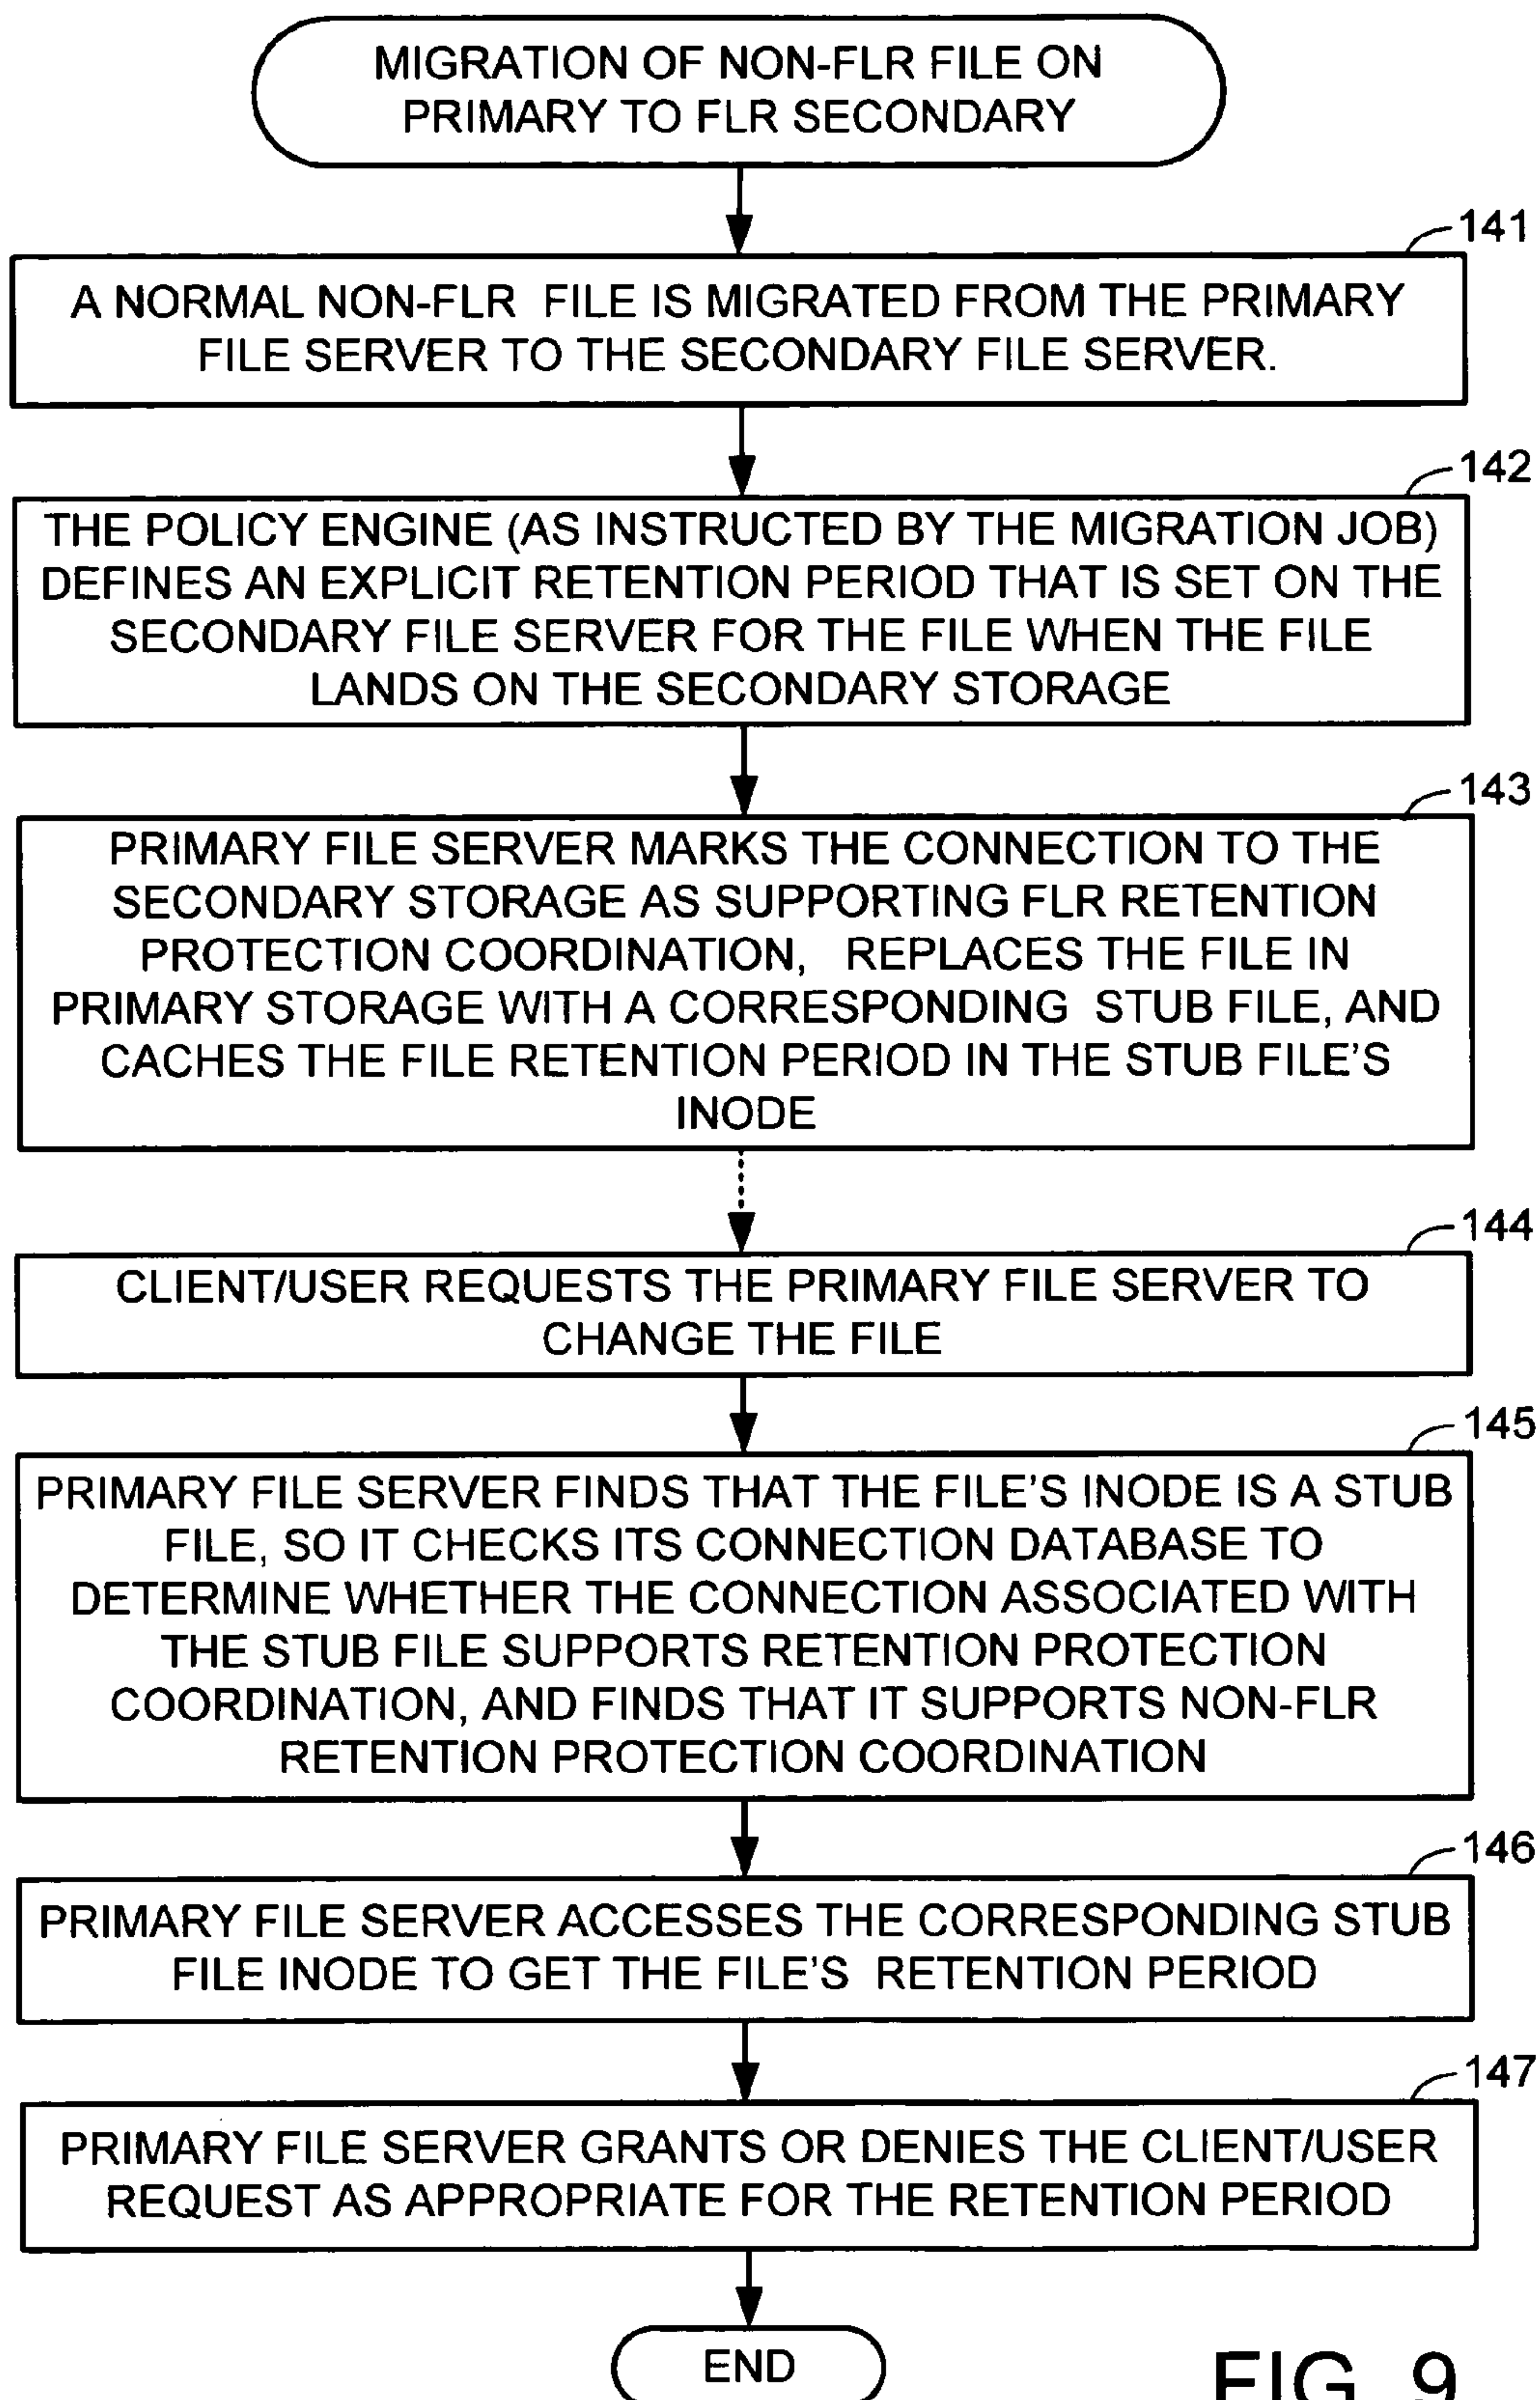 MIGRATION OF NON-FLR FILE ON
PRIMARY TO FLR SECONDARY
141
A NORMAL NON-FLR FILE IS MIGRATED FROM THE PRIMARY
FILE SERVER TO THE SECONDARY FILE SERVER.
142
THE POLICY ENGINE (AS INSTRUCTED BY THE MIGRATION JOB)
DEFINES AN EXPLICIT RETENTION PERIOD THAT IS SET ON THE
SECONDARY FILE SERVER FOR THE FILE WHEN THE FILE
LANDS ON THE SECONDARY STORAGE
143
PRIMARY FILE SERVER MARKS THE CONNECTION TO THE
SECONDARY STORAGE AS SUPPORTING FLR RETENTION
PROTECTION COORDINATION, REPLACES THE FILE IN
PRIMARY STORAGE WITH A CORRESPONDING STUB FILE, AND
CACHES THE FILE RETENTION PERIOD IN THE STUB FILE'S
INODE
144
CLIENT/USER REQUESTS THE PRIMARY FILE SERVER TO
CHANGE THE FILE
145
PRIMARY FILE SERVER FINDS THAT THE FILE'S INODE IS A STUB
FILE, SO IT CHECKS ITS CONNECTION DATABASE TO
DETERMINE WHETHER THE CONNECTION ASSOCIATED WITH
THE STUB FILE SUPPORTS RETENTION PROTECTION
COORDINATION, AND FINDS THAT IT SUPPORTS NON-FLR
RETENTION PROTECTION COORDINATION
146
PRIMARY FILE SERVER ACCESSES THE CORRESPONDING STUB
FILE INODE TO GET THE FILE'S RETENTION PERIOD
147
PRIMARY FILE SERVER GRANTS OR DENIES THE CLIENT/USER
REQUEST AS APPROPRIATE FOR THE RETENTION PERIOD
END
FIG. 9